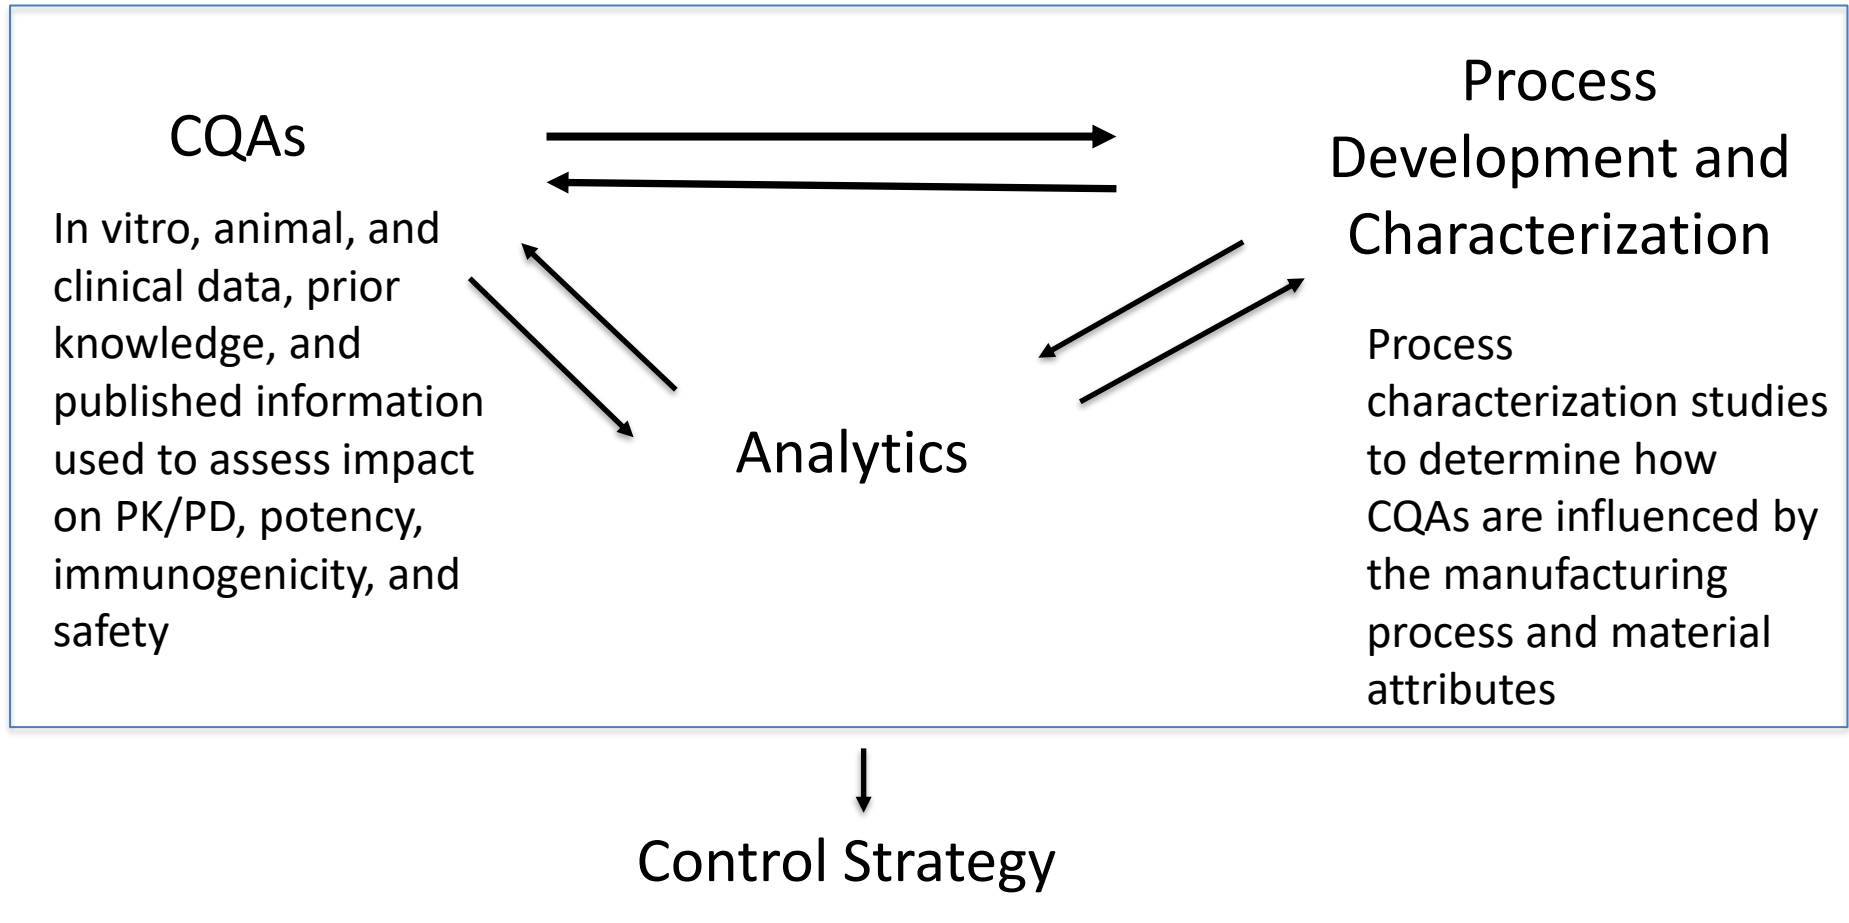 CQAs
In vitro, animal, and
clinical data, prior
knowledge, and
published information
used to assess impact
on PK/PD, potency,
immunogenicity, and
safety
Process
Development and
Characterization
Process
characterization studies
to determine how
CQAs are influenced by
the manufacturing
process and material
attributes
Analytics
Control Strategy